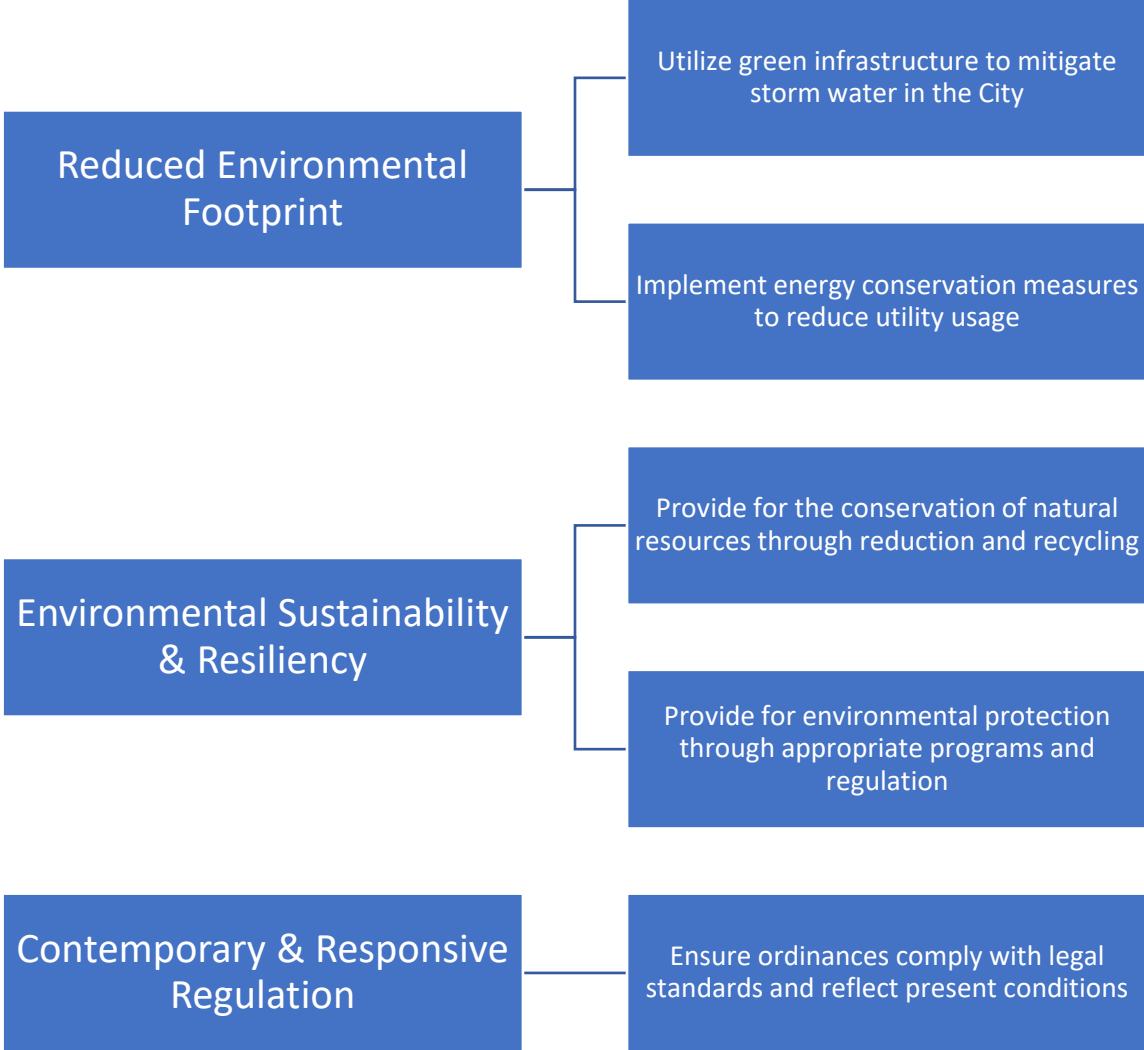 Reduced Environmental
Footprint
Utilize green infrastructure to mitigate
storm water in the City
Implement energy conservation measures
to reduce utility usage
Environmental Sustainability
& Resiliency
Provide for the conservation of natural
resources through reduction and recycling
Provide for environmental protection
through appropriate programs and
regulation
Contemporary & Responsive
Regulation
Ensure ordinances comply with legal
standards and reflect present conditions